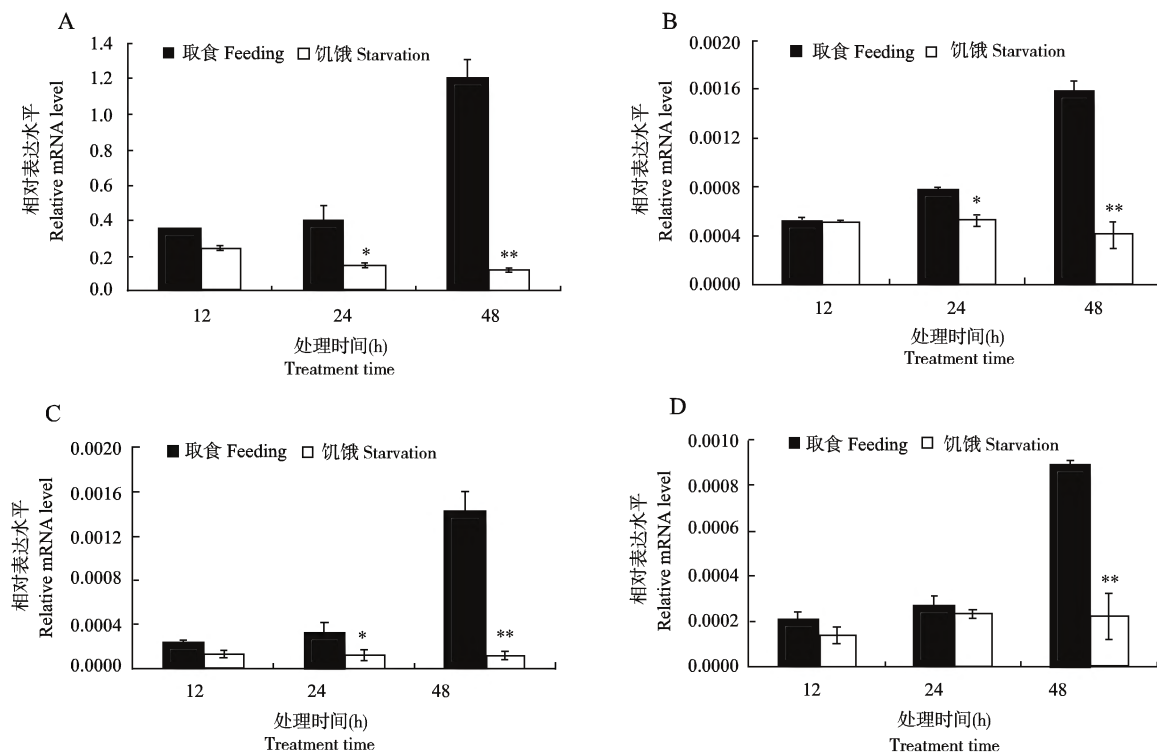 A
取食 Feeding 饥饿 Starvation
相对表达水平
Relative mRNA level
1.4
1.2
1.0
0.8
0.6
0.4
0.2
0.0
* **
12 24 48
处理时间(h)
Treatment time
B
取食 Feeding 饥饿 Starvation
相对表达水平
Relative mRNA level
0.0020
0.0016
0.0012
0.0008
0.0004
0.0000
* **
12 24 48
处理时间(h)
Treatment time
C
取食 Feeding 饥饿 Starvation
相对表达水平
Relative mRNA level
0.0020
0.0016
0.0012
0.0008
0.0004
0.0000
* **
12 24 48
处理时间(h)
Treatment time
D
取食 Feeding 饥饿 Starvation
相对表达水平
Relative mRNA level
0.0010
0.0008
0.0006
0.0004
0.0002
0.0000
**
12 24 48
处理时间(h)
Treatment time